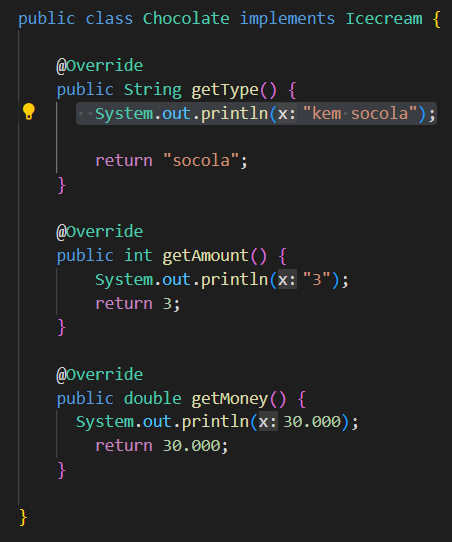 public class Chocolate implements Icecream {
@Override
public String getType() {
System.out.println(x: "kem socola");
return "socola";
}
@Override
public int getAmount() {
System.out.println(x: "3");
return 3;
}
@Override
public double getMoney() {
System.out.println(x: 30.000);
return 30.000;
}
}